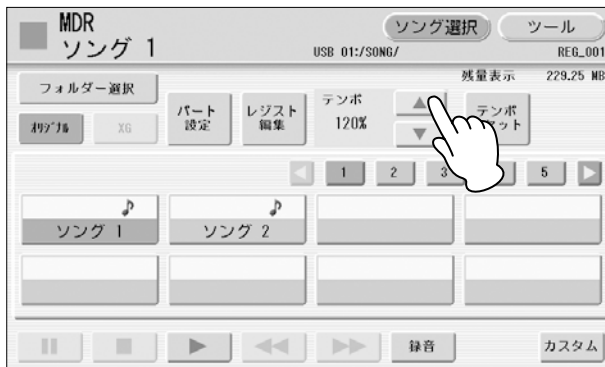 MDR
ソング 1
ソング選択
ツール
USB 01:/SONG/
REG_001
残量表示 229.25 MB
フォルダー選択
オリジナル
XG
パート
設定
レジスト
編集
テンポ
120%
テンポ
1 2 3 5
ソング 1
ソング 2
録音
カスタム